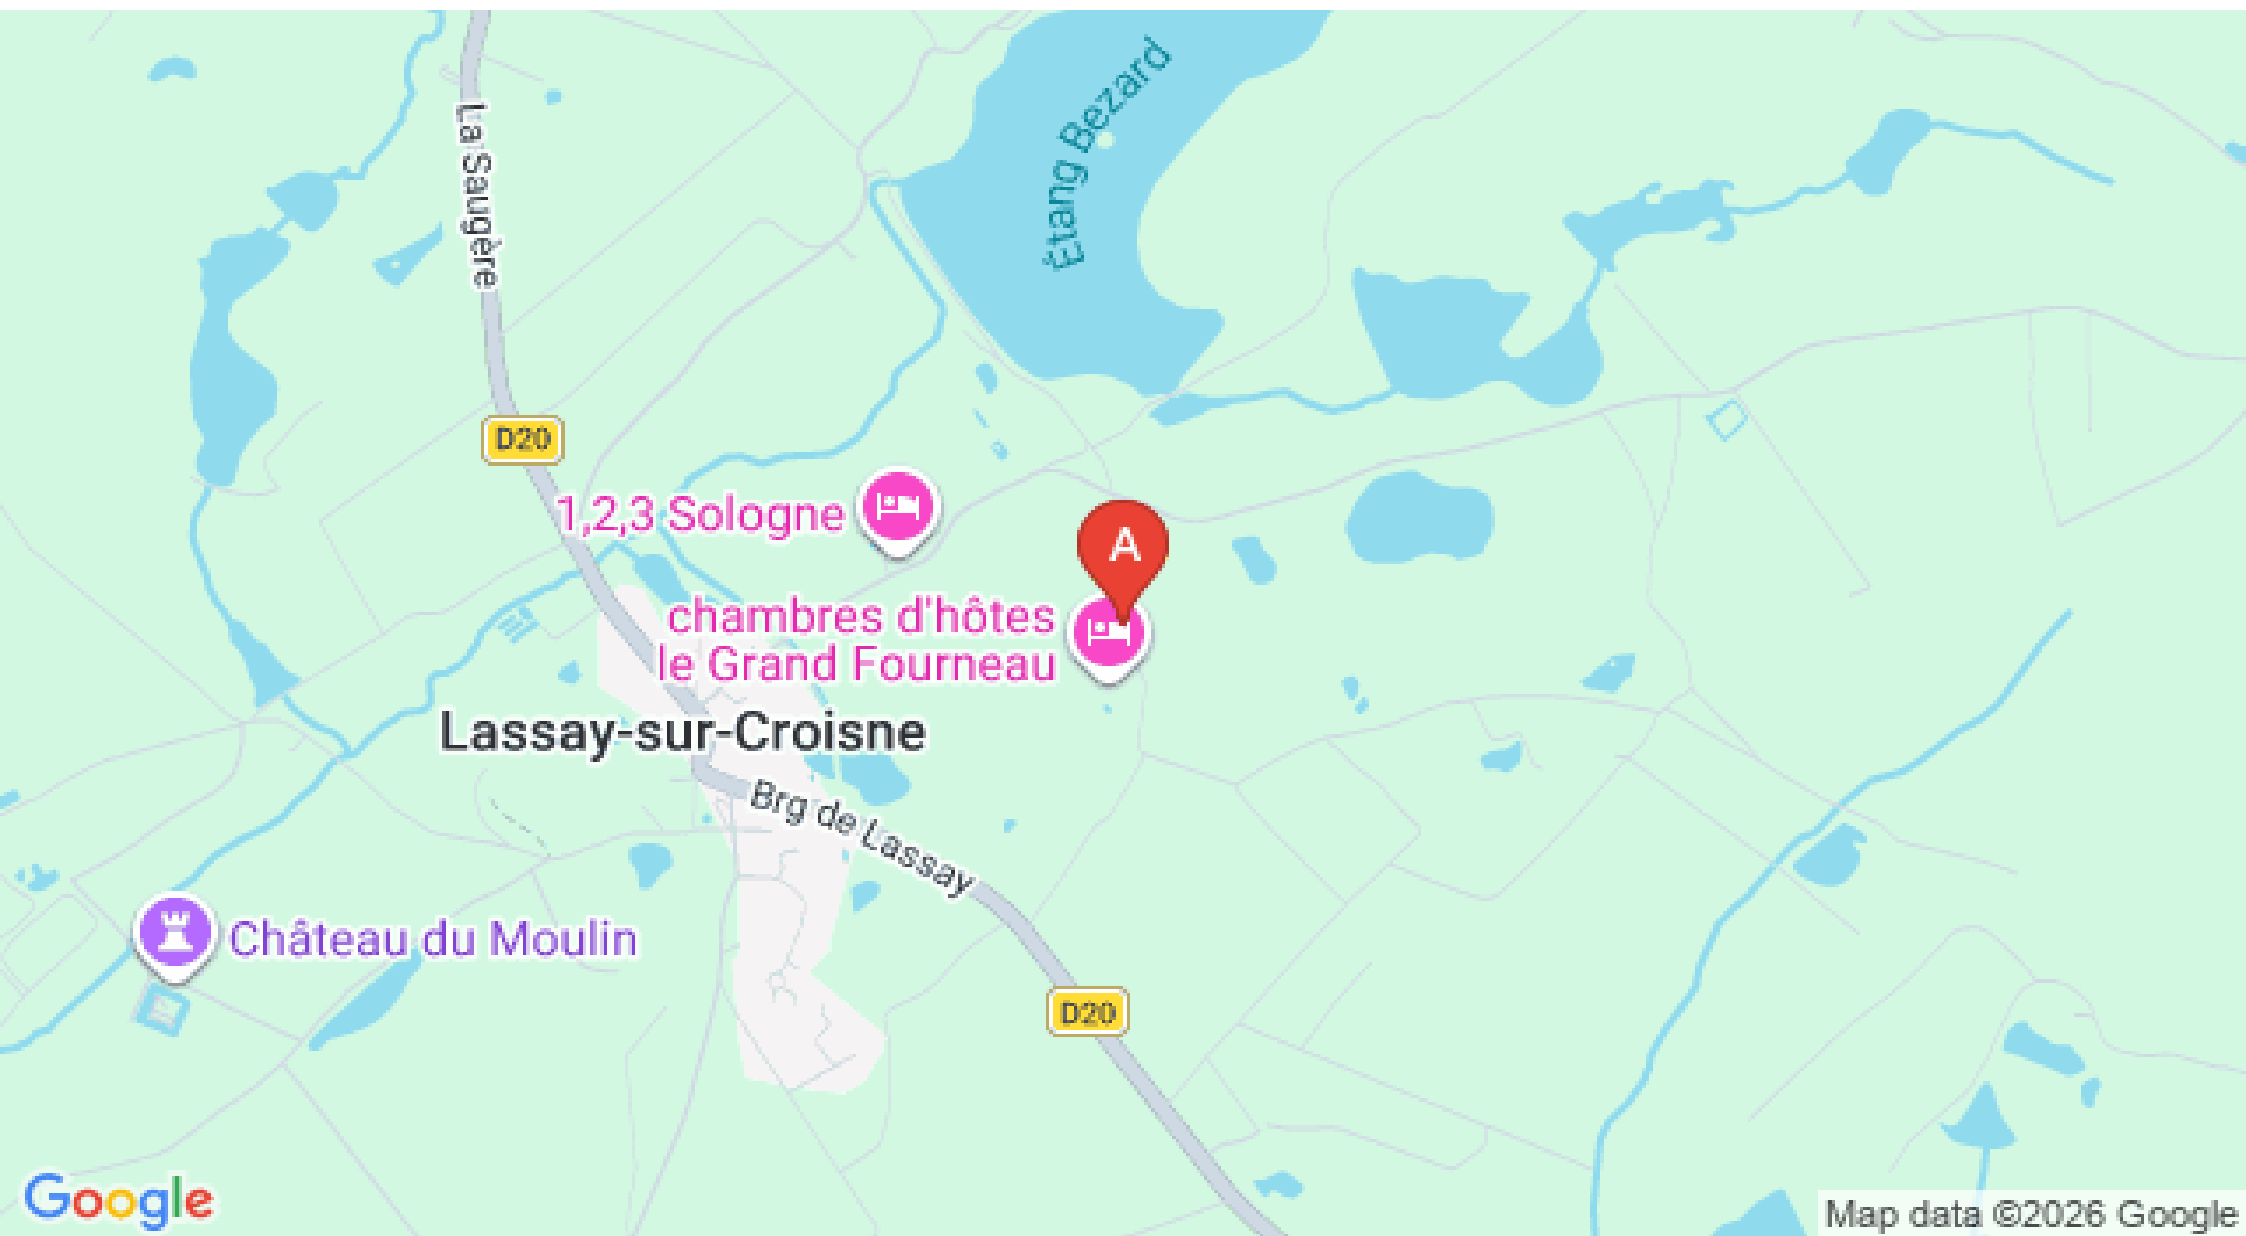 Étang Bezard
La Saugère
D20
1,2,3 Sologne
A
chambres d'hôtes
le Grand Fourneau
Lassay-sur-Croisne
Brg de Lassay
Château du Moulin
D20
Google
Map data ©2026 Google